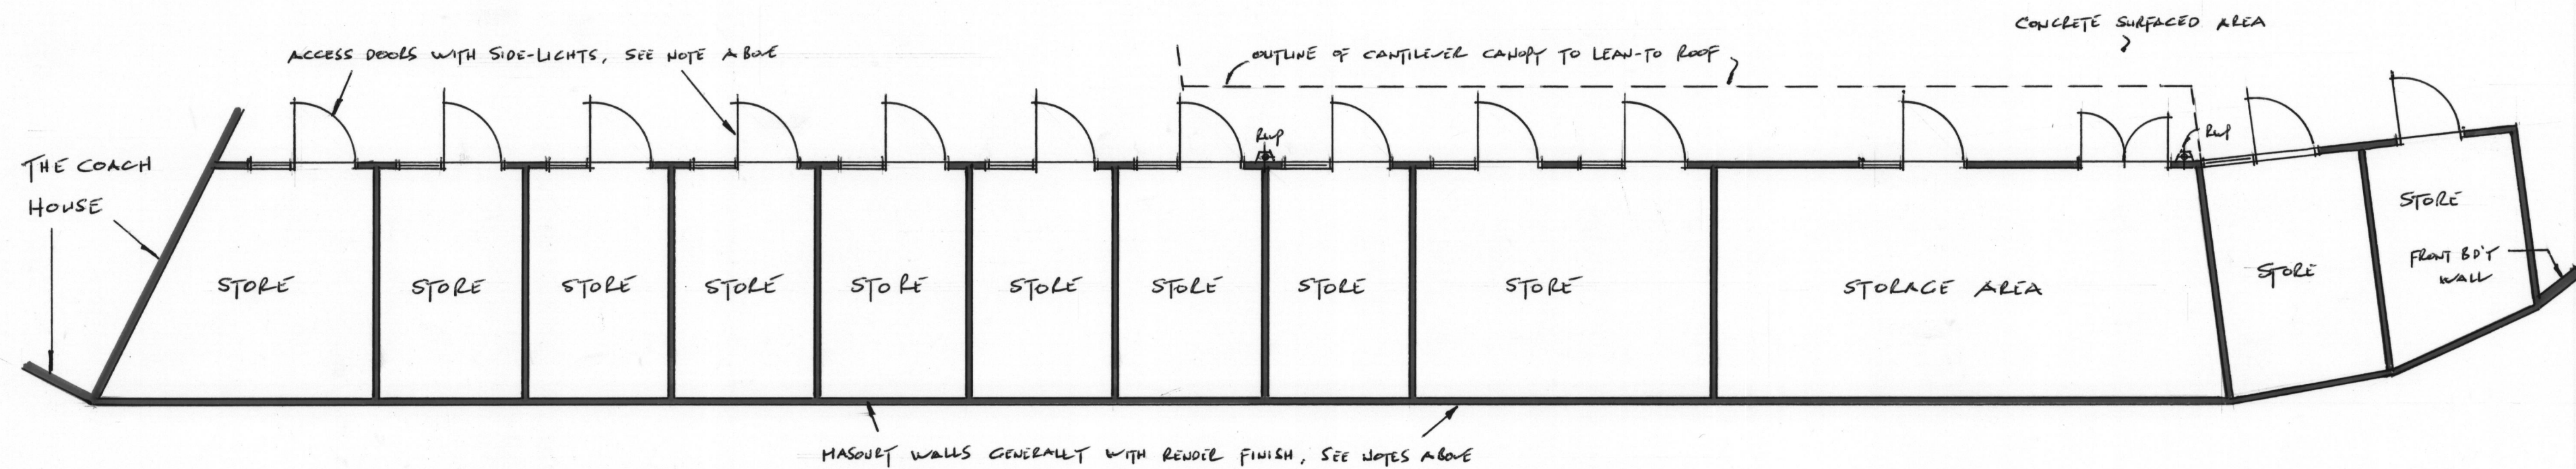 CONCRETE SURFACED AREA
ACCESS DOORS WITH SIDE-LIGHTS, SEE NOTE ABOVE
OUTLINE OF CANTILEVER CANOPY TO LEAN-TO ROOF
RWP
RWP
THE COACH
HOUSE
STORE
STORE
STORE
STORE
STORE
STORE
STORE
STORE
STORE
STORAGE AREA
STORE
STORE
FRONT BD'Y
WALL
MASONRY WALLS GENERALLY WITH RENDER FINISH, SEE NOTES ABOVE